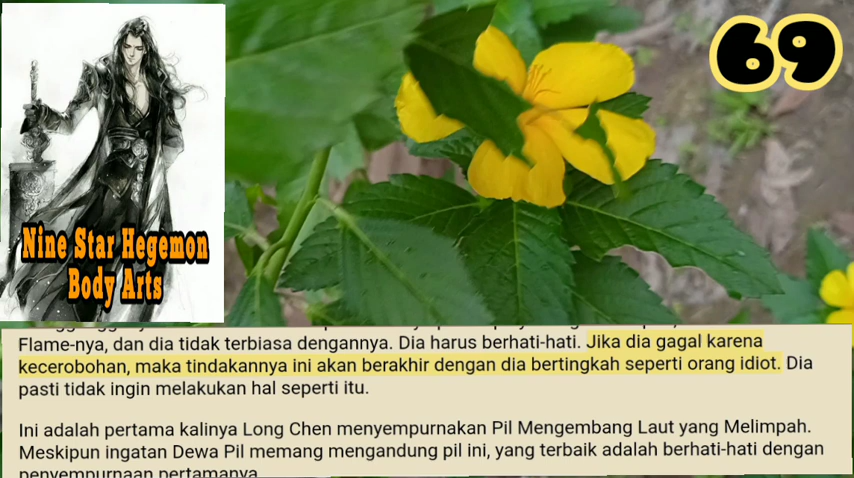 69
Nine Star Hegemon
Body Arts
Flame-nya, dan dia tidak terbiasa dengannya. Dia harus berhati-hati. Jika dia gagal karena
kecerobohan, maka tindakannya ini akan berakhir dengan dia bertingkah seperti orang idiot. Dia
pasti tidak ingin melakukan hal seperti itu.
Ini adalah pertama kalinya Long Chen menyempurnakan Pil Mengembang Laut yang Melimpah.
Meskipun ingatan Dewa Pil memang mengandung pil ini, yang terbaik adalah berhati-hati dengan
penyempurnaan pertamanya.